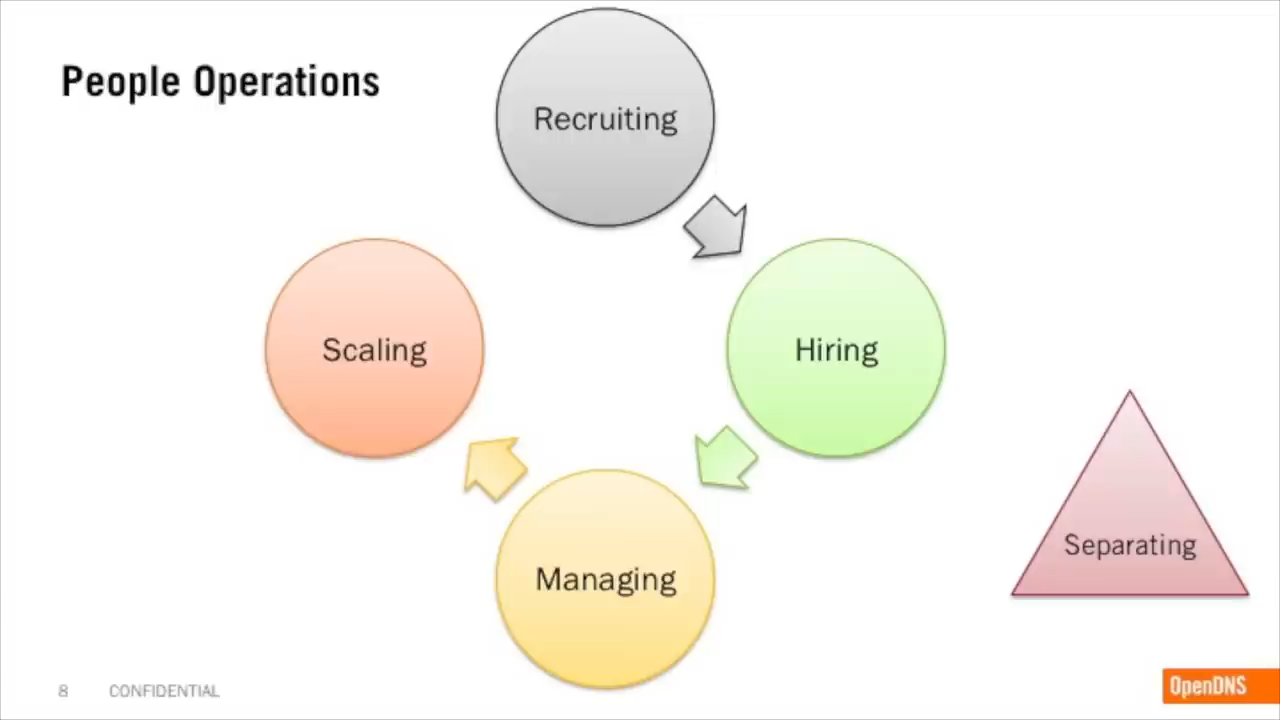 People Operations
Recruiting
Scaling
Hiring
Managing
Separating
8 CONFIDENTIAL
OpenDNS